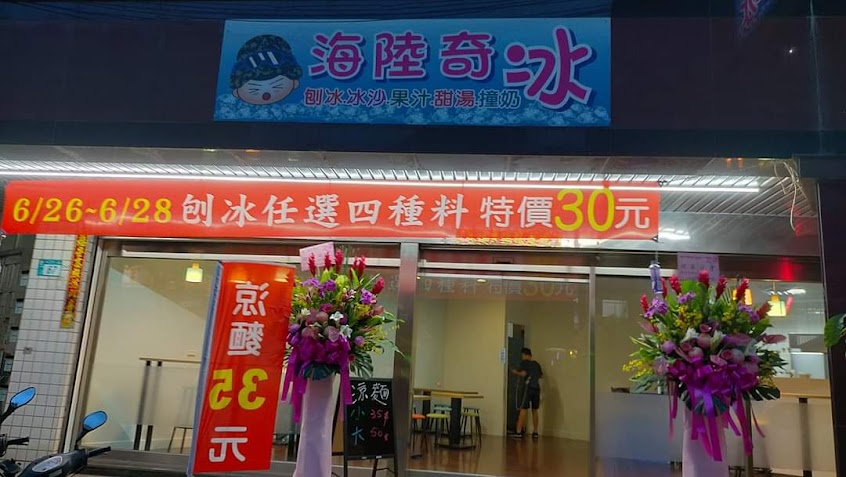 海陸奇冰
刨冰.冰沙.果汁.甜湯.撞奶
6/26~6/28 刨冰任選四種料 特價30元
涼麵35元
涼麵
小 35元
大 50元